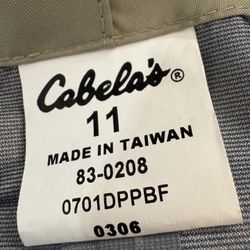 Cabela's®
11
MADE IN TAIWAN
83-0208
0701DPPBF
0306